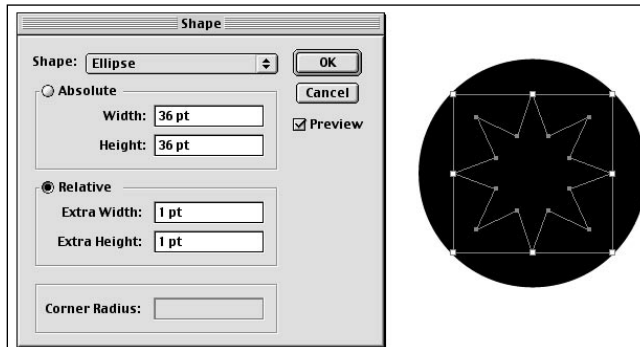 Shape
Shape: Ellipse
OK
Cancel
Preview
Absolute
Width: 36 pt
Height: 36 pt
Relative
Extra Width: 1 pt
Extra Height: 1 pt
Corner Radius: